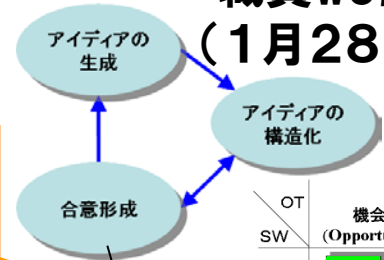 （1月28
アイディアの
生成
アイディアの
構造化
合意形成
OT
SW
機会
(Opportu